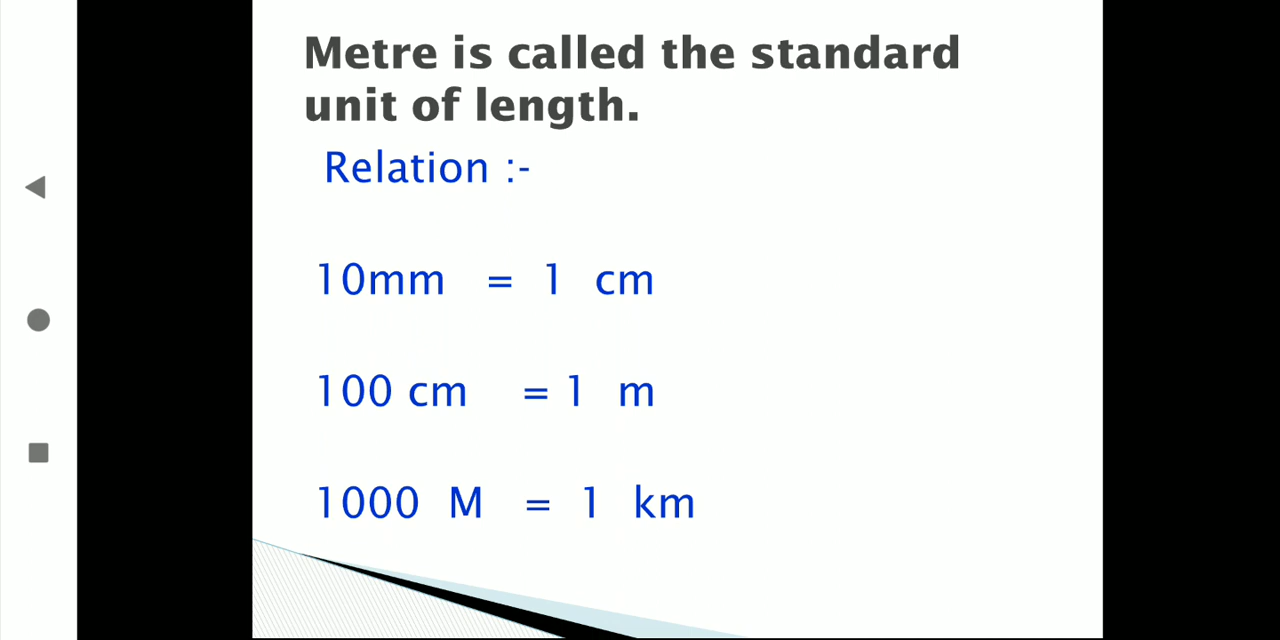 Metre is called the standard
unit of length.
Relation :-
10mm = 1 cm
100 cm = 1 m
1000 M = 1 km